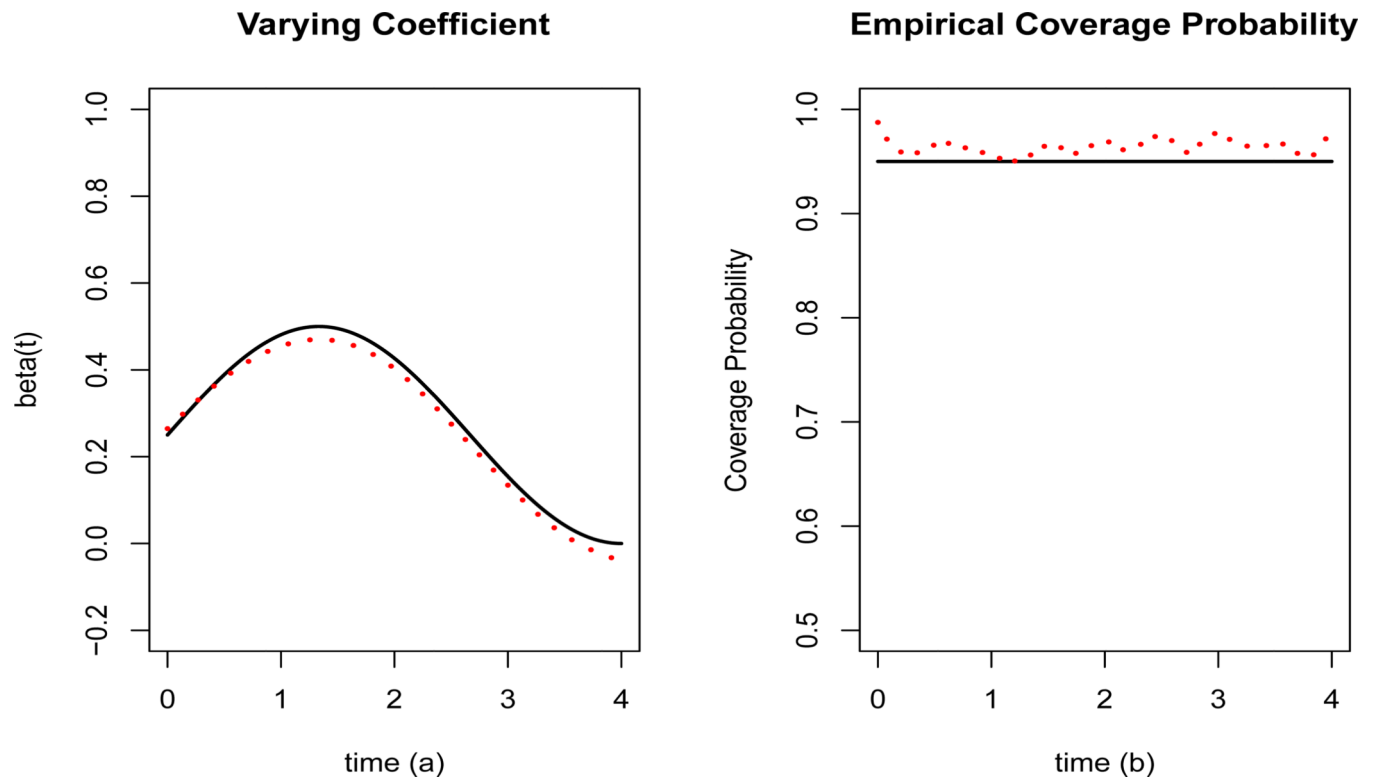 Varying Coefficient
beta(t)
1.0
0.8
0.6
0.4
0.2
0.0
−0.2
0 1 2 3 4
time (a)
Empirical Coverage Probability
Coverage Probability
1.0
0.9
0.8
0.7
0.6
0.5
0 1 2 3 4
time (b)